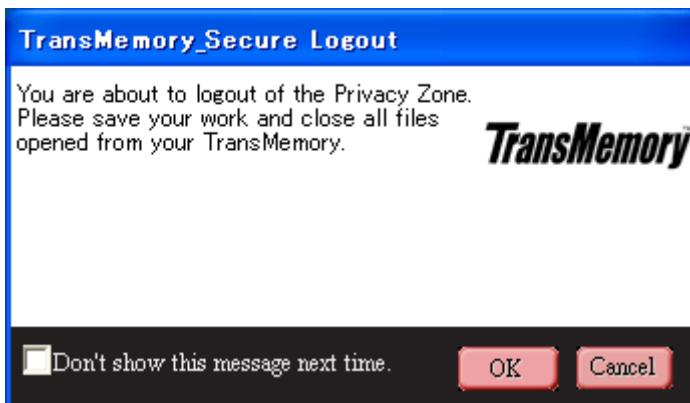 TransMemory_Secure Logout
You are about to logout of the Privacy Zone.
Please save your work and close all files
opened from your TransMemory.
TransMemory
Don't show this message next time.
OK
Cancel